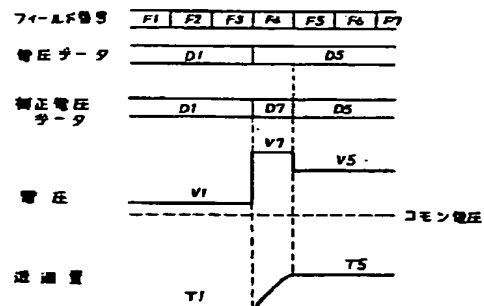 フィールド番号 F1 F2 F3 F4 F5 F6 F7
電圧データ D1 D5
補正電圧データ D1 D7 D5
V7
V5
電圧 V1
コモン電圧
透過量 T1 T5